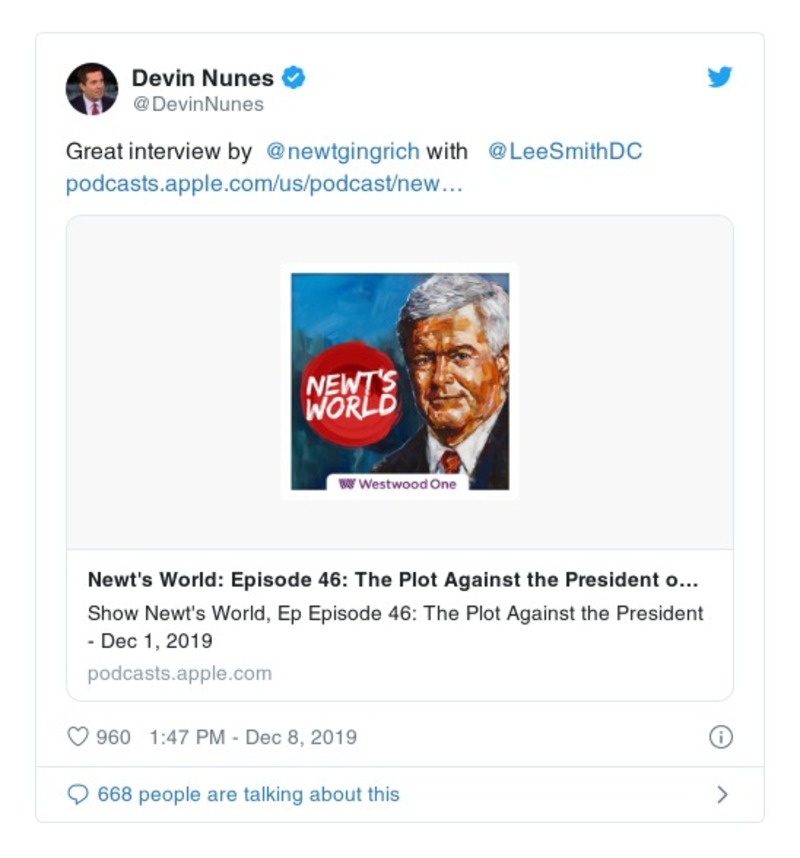 Devin Nunes
@DevinNunes
Great interview by @newtgingrich with @LeeSmithDC
podcasts.apple.com/us/podcast/new…
NEWT'S
WORLD
Westwood One
Newt's World: Episode 46: The Plot Against the President o...
Show Newt's World, Ep Episode 46: The Plot Against the President
- Dec 1, 2019
podcasts.apple.com
960 1:47 PM - Dec 8, 2019
668 people are talking about this